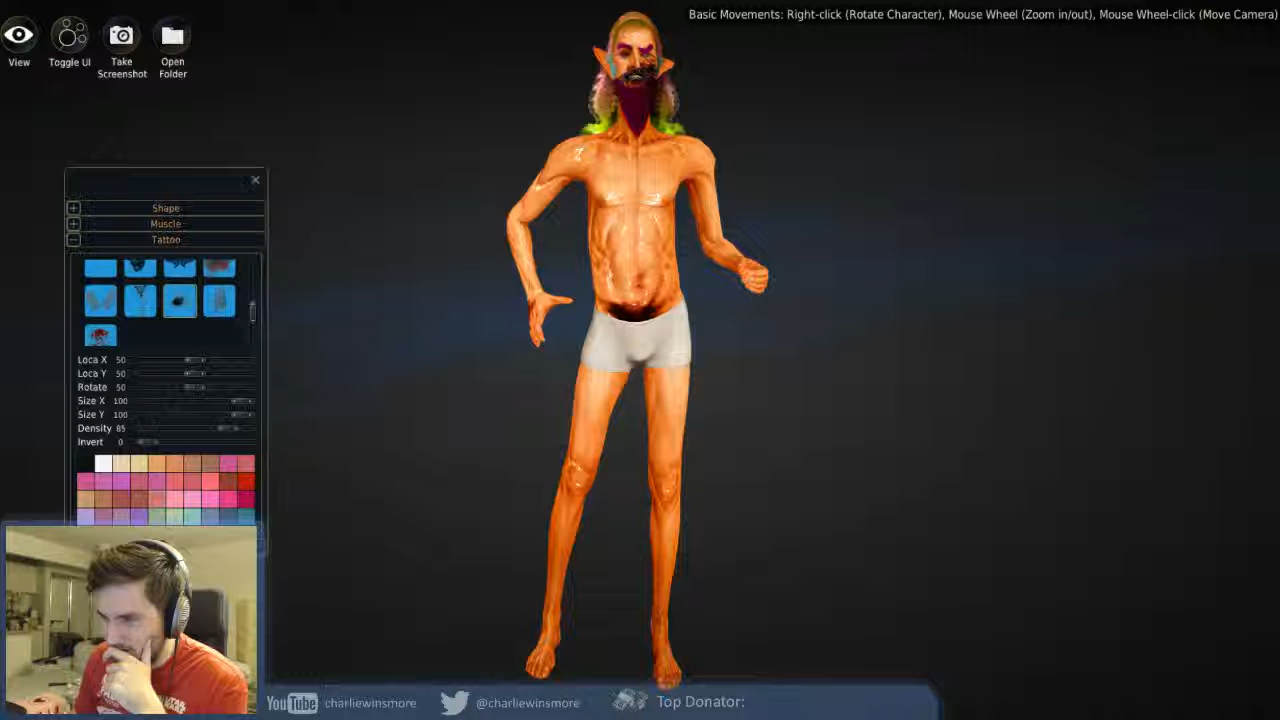 Basic Movements: Right-click (Rotate Character), Mouse Wheel (Zoom in/out), Mouse Wheel-click (Move Camera)
View
Toggle UI
Take Screenshot
Open Folder
Shape
Muscle
Tattoo
Loca X 50
Loca Y 50
Rotate 50
Size X 100
Size Y 100
Density 85
Invert 0
YouTube charliewinsmore
@charliewinsmore
Top Donator: